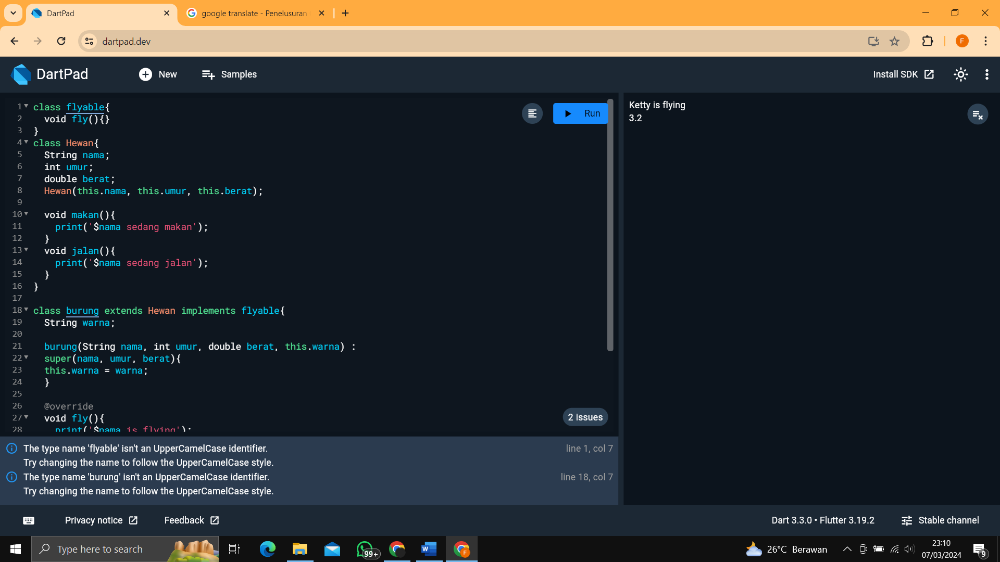 DartPad
google translate - Penelusuran
dartpad.dev
F
DartPad
New
Samples
Install SDK
1 class flyable{
2   void fly(){}
3 }
4 class Hewan{
5   String nama;
6   int umur;
7   double berat;
8   Hewan(this.nama, this.umur, this.berat);
9
10   void makan(){
11     print('$nama sedang makan');
12   }
13   void jalan(){
14     print('$nama sedang jalan');
15   }
16 }
17
18 class burung extends Hewan implements flyable{
19   String warna;
20
21   burung(String nama, int umur, double berat, this.warna) :
22   super(nama, umur, berat){
23   this.warna = warna;
24   }
25
26   @override
27   void fly(){
28     print('$nama is flying');
Run
2 issues
Ketty is flying
3.2
The type name 'flyable' isn't an UpperCamelCase identifier. line 1, col 7
Try changing the name to follow the UpperCamelCase style.
The type name 'burung' isn't an UpperCamelCase identifier. line 18, col 7
Try changing the name to follow the UpperCamelCase style.
Privacy notice
Feedback
Dart 3.3.0 • Flutter 3.19.2
Stable channel
Type here to search
99+
W
F
26°C Berawan
23:10
07/03/2024
9